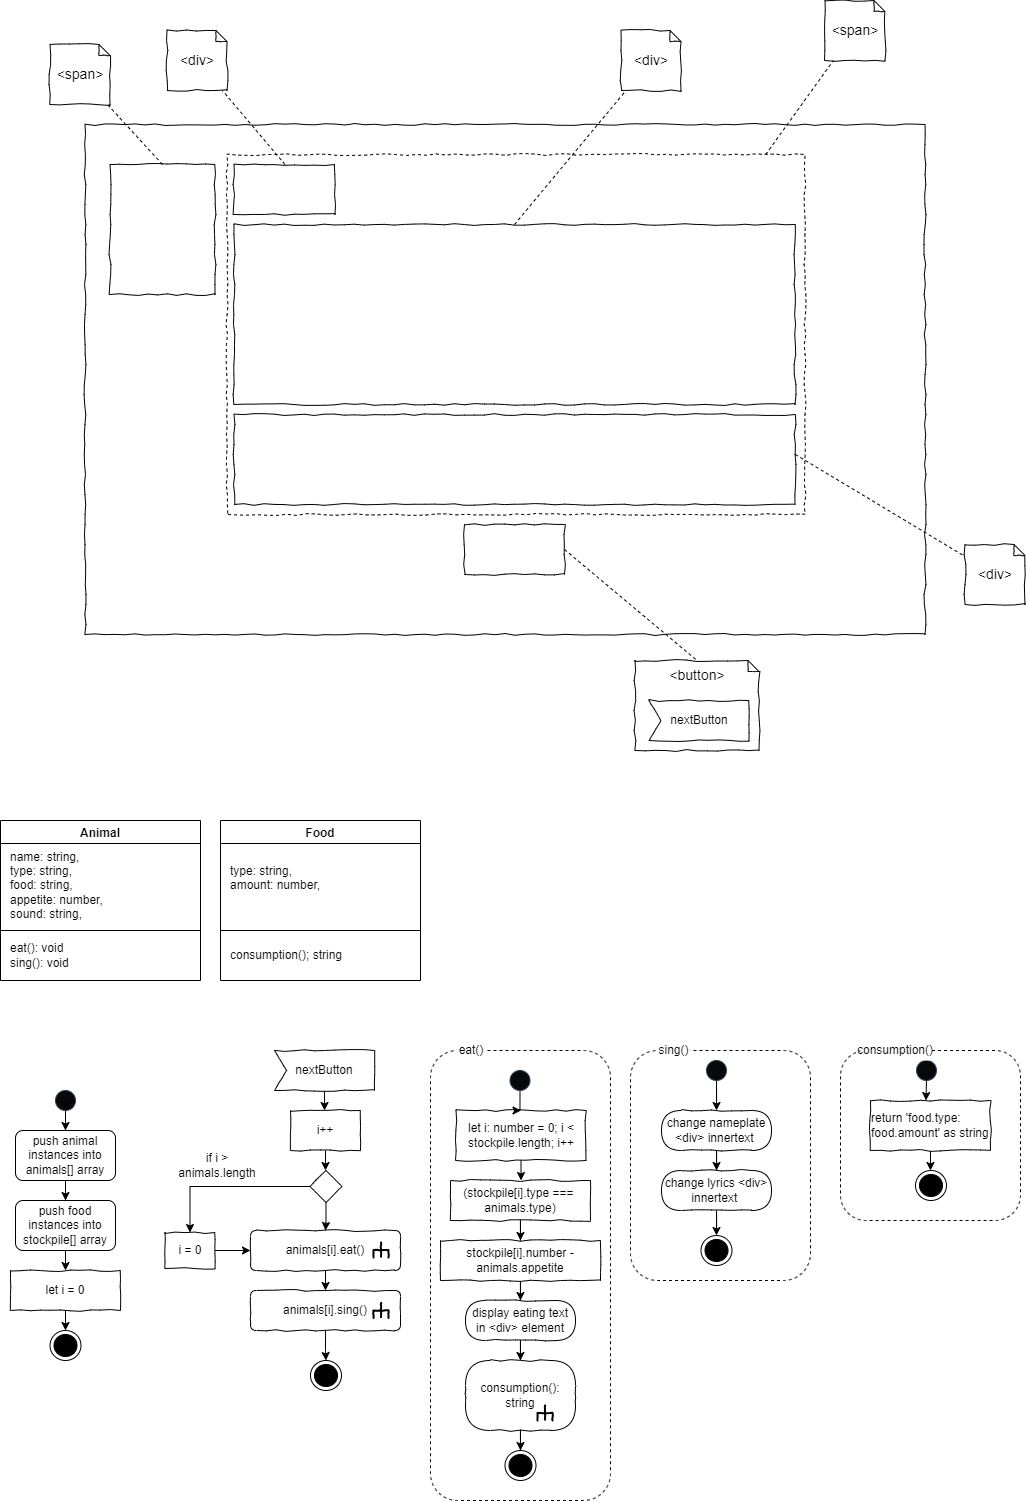 <span>
<div>
<div>
<span>
<div>
<button>
nextButton
Animal
name: string,
type: string,
food: string,
appetite: number,
sound: string,
eat(): void
sing(): void
Food
type: string,
amount: number,
consumption(); string
push animal
instances into
animals[] array
push food
instances into
stockpile[] array
let i = 0
nextButton
i++
if i >
animals.length
i = 0
animals[i].eat()
animals[i].sing()
eat()
let i: number = 0; i <
stockpile.length; i++
(stockpile[i].type ===
animals.type)
stockpile[i].number -
animals.appetite
display eating text
in <div> element
consumption():
string
sing()
change nameplate
<div> innertext
change lyrics <div>
innertext
consumption()
return 'food.type:
food.amount' as string